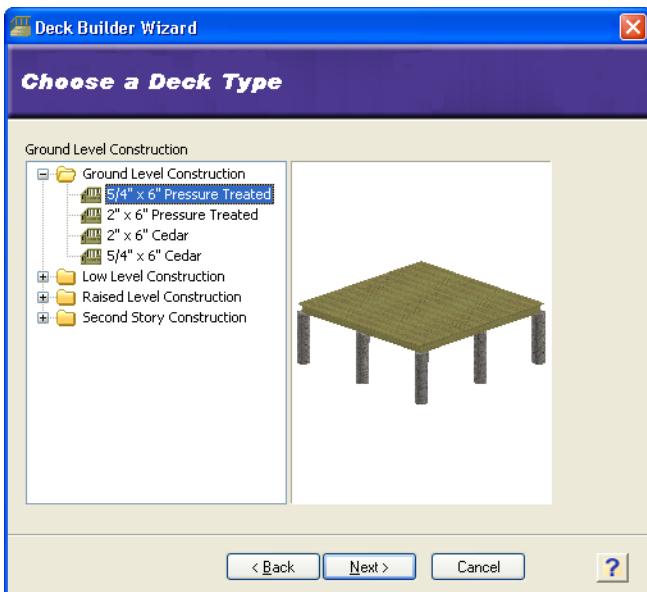 Deck Builder Wizard
Choose a Deck Type
Ground Level Construction
Ground Level Construction
5/4" x 6" Pressure Treated
2" x 6" Pressure Treated
2" x 6" Cedar
5/4" x 6" Cedar
Low Level Construction
Raised Level Construction
Second Story Construction
< Back Next > Cancel ?